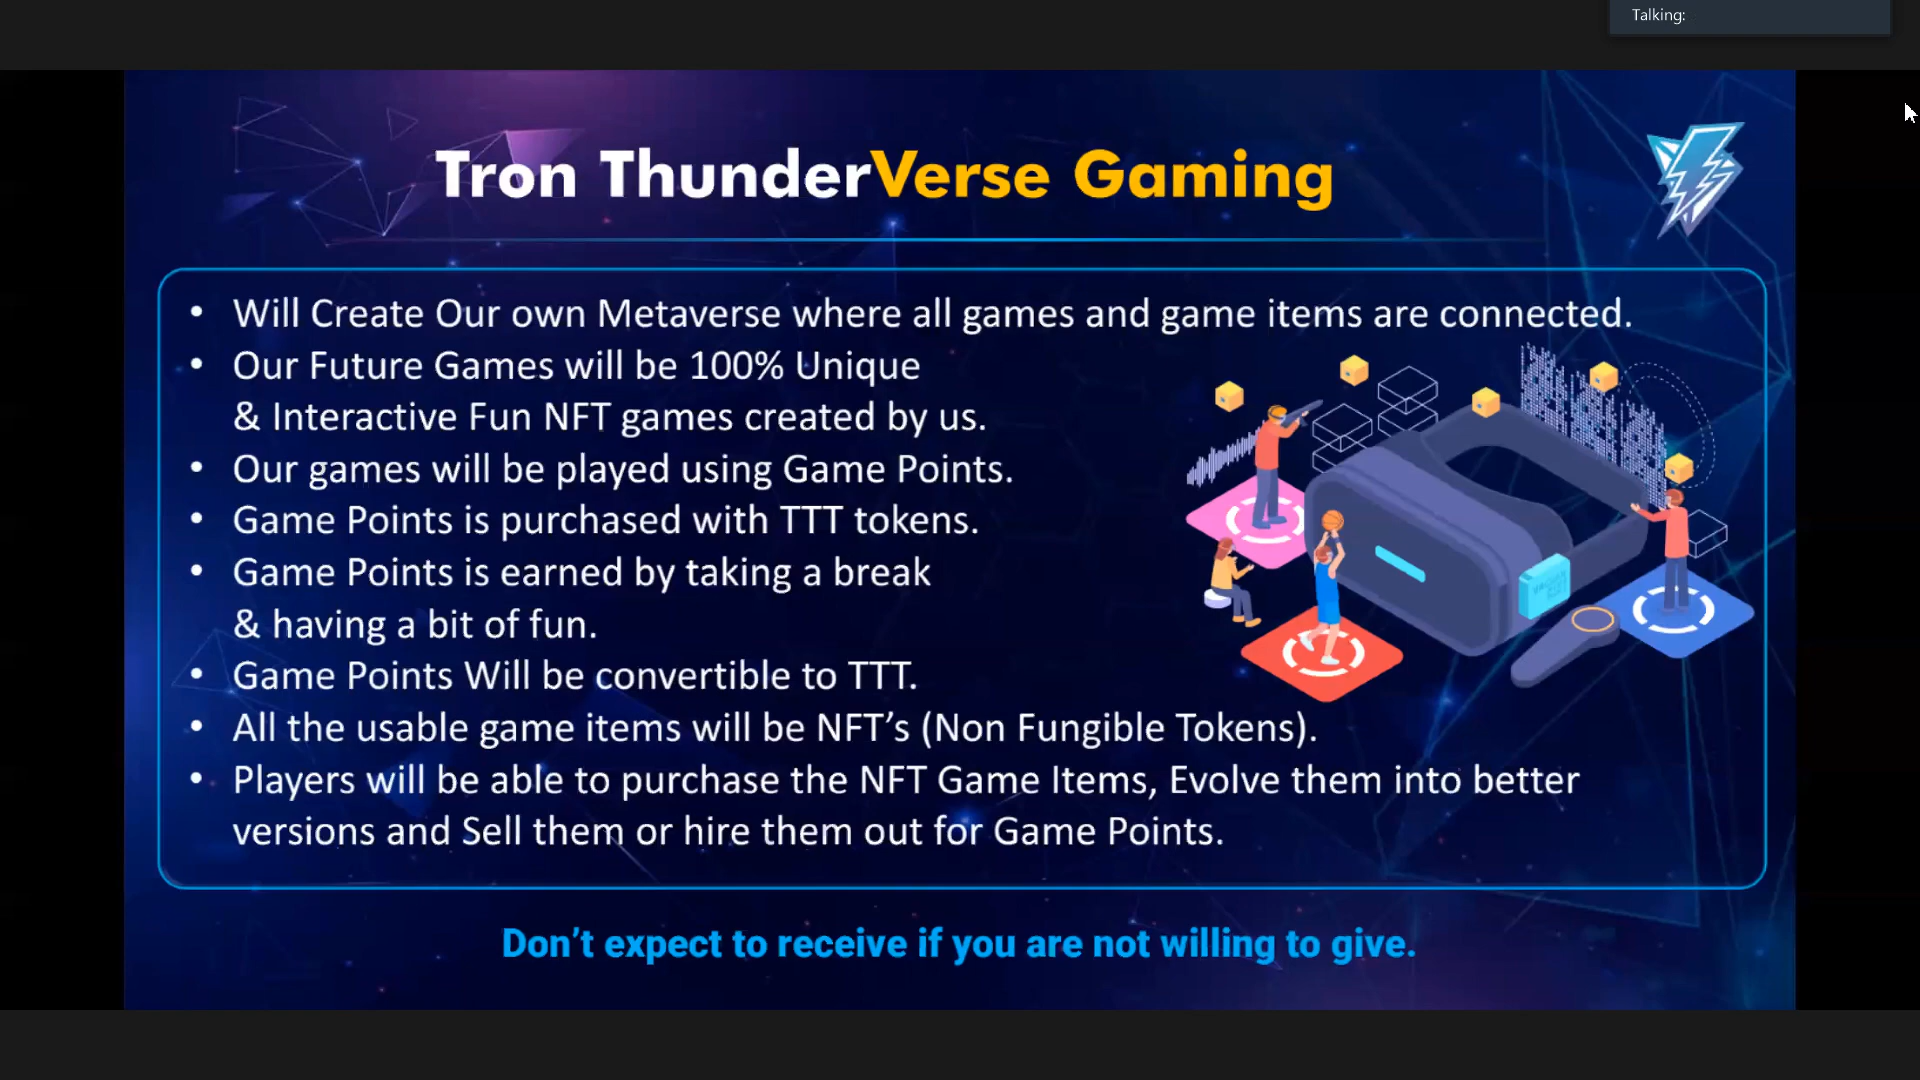 Talking:
Tron ThunderVerse Gaming
• Will Create Our own Metaverse where all games and game items are connected.
• Our Future Games will be 100% Unique
& Interactive Fun NFT games created by us.
• Our games will be played using Game Points.
• Game Points is purchased with TTT tokens.
• Game Points is earned by taking a break
& having a bit of fun.
• Game Points Will be convertible to TTT.
• All the usable game items will be NFT’s (Non Fungible Tokens).
• Players will be able to purchase the NFT Game Items, Evolve them into better
versions and Sell them or hire them out for Game Points.
Don’t expect to receive if you are not willing to give.